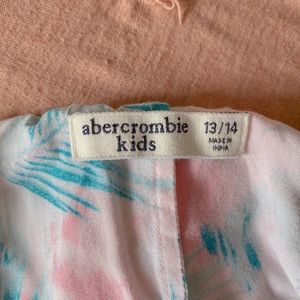 abercrombie
kids
13/14
MADE IN
INDIA